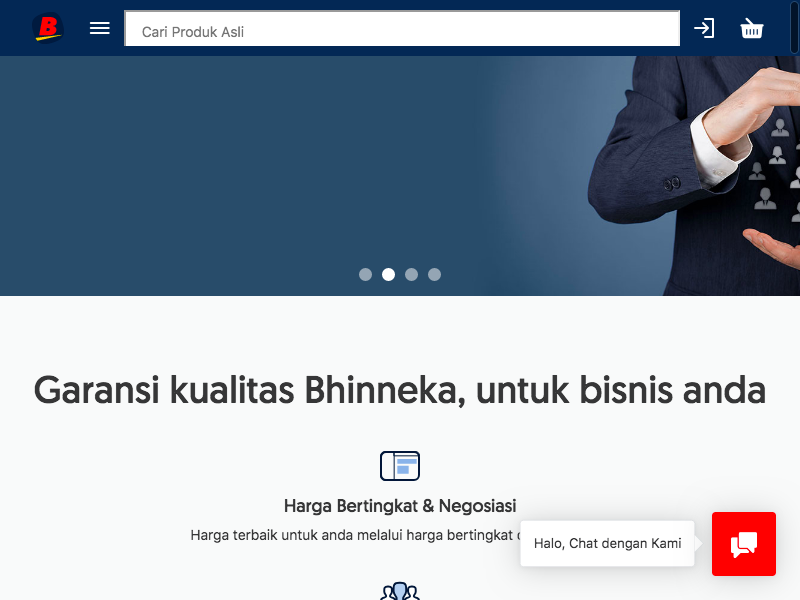 B
Cari Produk Asli
Garansi kualitas Bhinneka, untuk bisnis anda
Harga Bertingkat & Negosiasi
Harga terbaik untuk anda melalui harga bertingkat
Halo, Chat dengan Kami